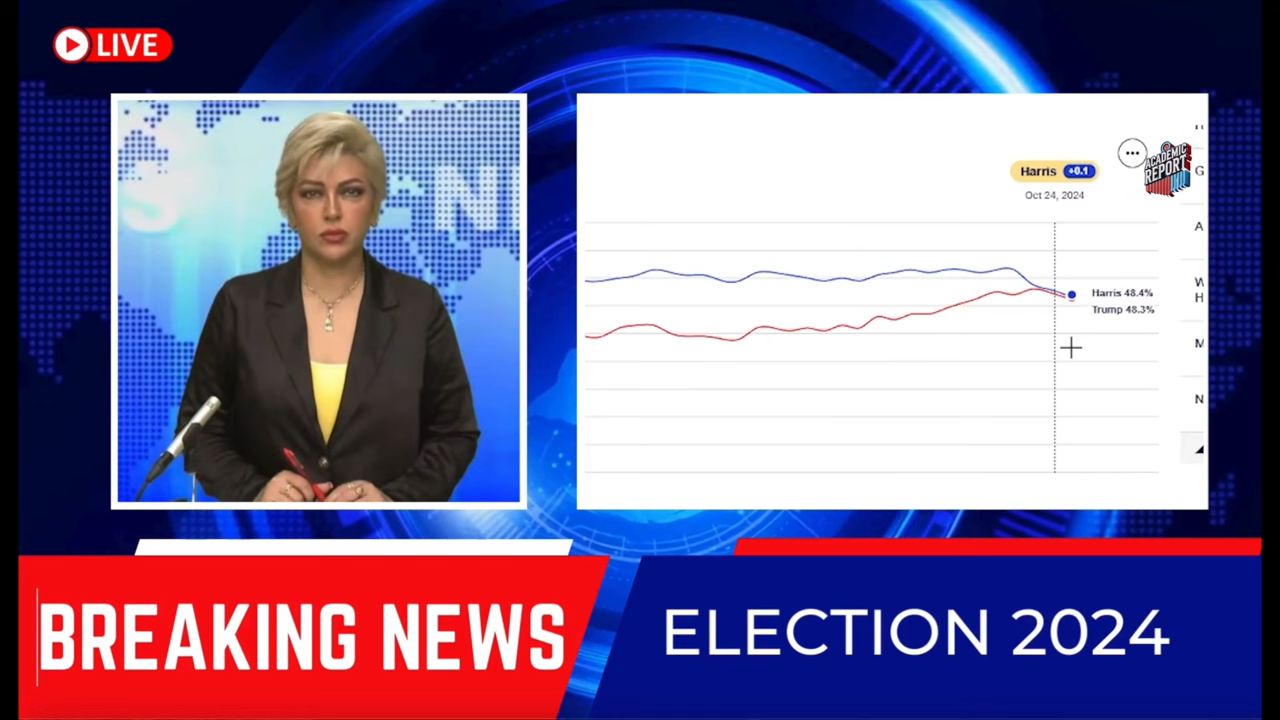 LIVE
S
NE
ACADEMIC
REPORT
Harris +0.1
Oct 24, 2024
Harris 48.4%
Trump 48.3%
G
A
W
H
M
N
BREAKING NEWS
ELECTION 2024